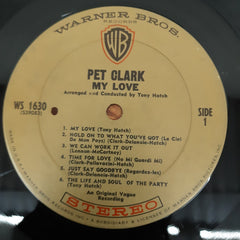 WARNER BROS.
RECORDS
WB
PET CLARK
MY LOVE
Arranged and Conducted by Tony Hatch
WS 1630
(S39083)
SIDE
1
1. MY LOVE (Tony Hatch)
2. HOLD ON TO WHAT YOU'VE GOT (Le Ciel
De Mon Pays) (Clark-Delanoie-Hatch)
3. WE CAN WORK IT OUT
(Lennon-McCartney)
4. TIME FOR LOVE (No Mi Guardi Mi)
(Clark-Pallavicini-Hatch)
5. JUST SAY GOODBYE (Regardez-les)
(Clark-Delanoie-Hatch)
6. THE LIFE AND SOUL OF THE PARTY
(Tony Hatch)
An Original Vogue
Recording
STEREO